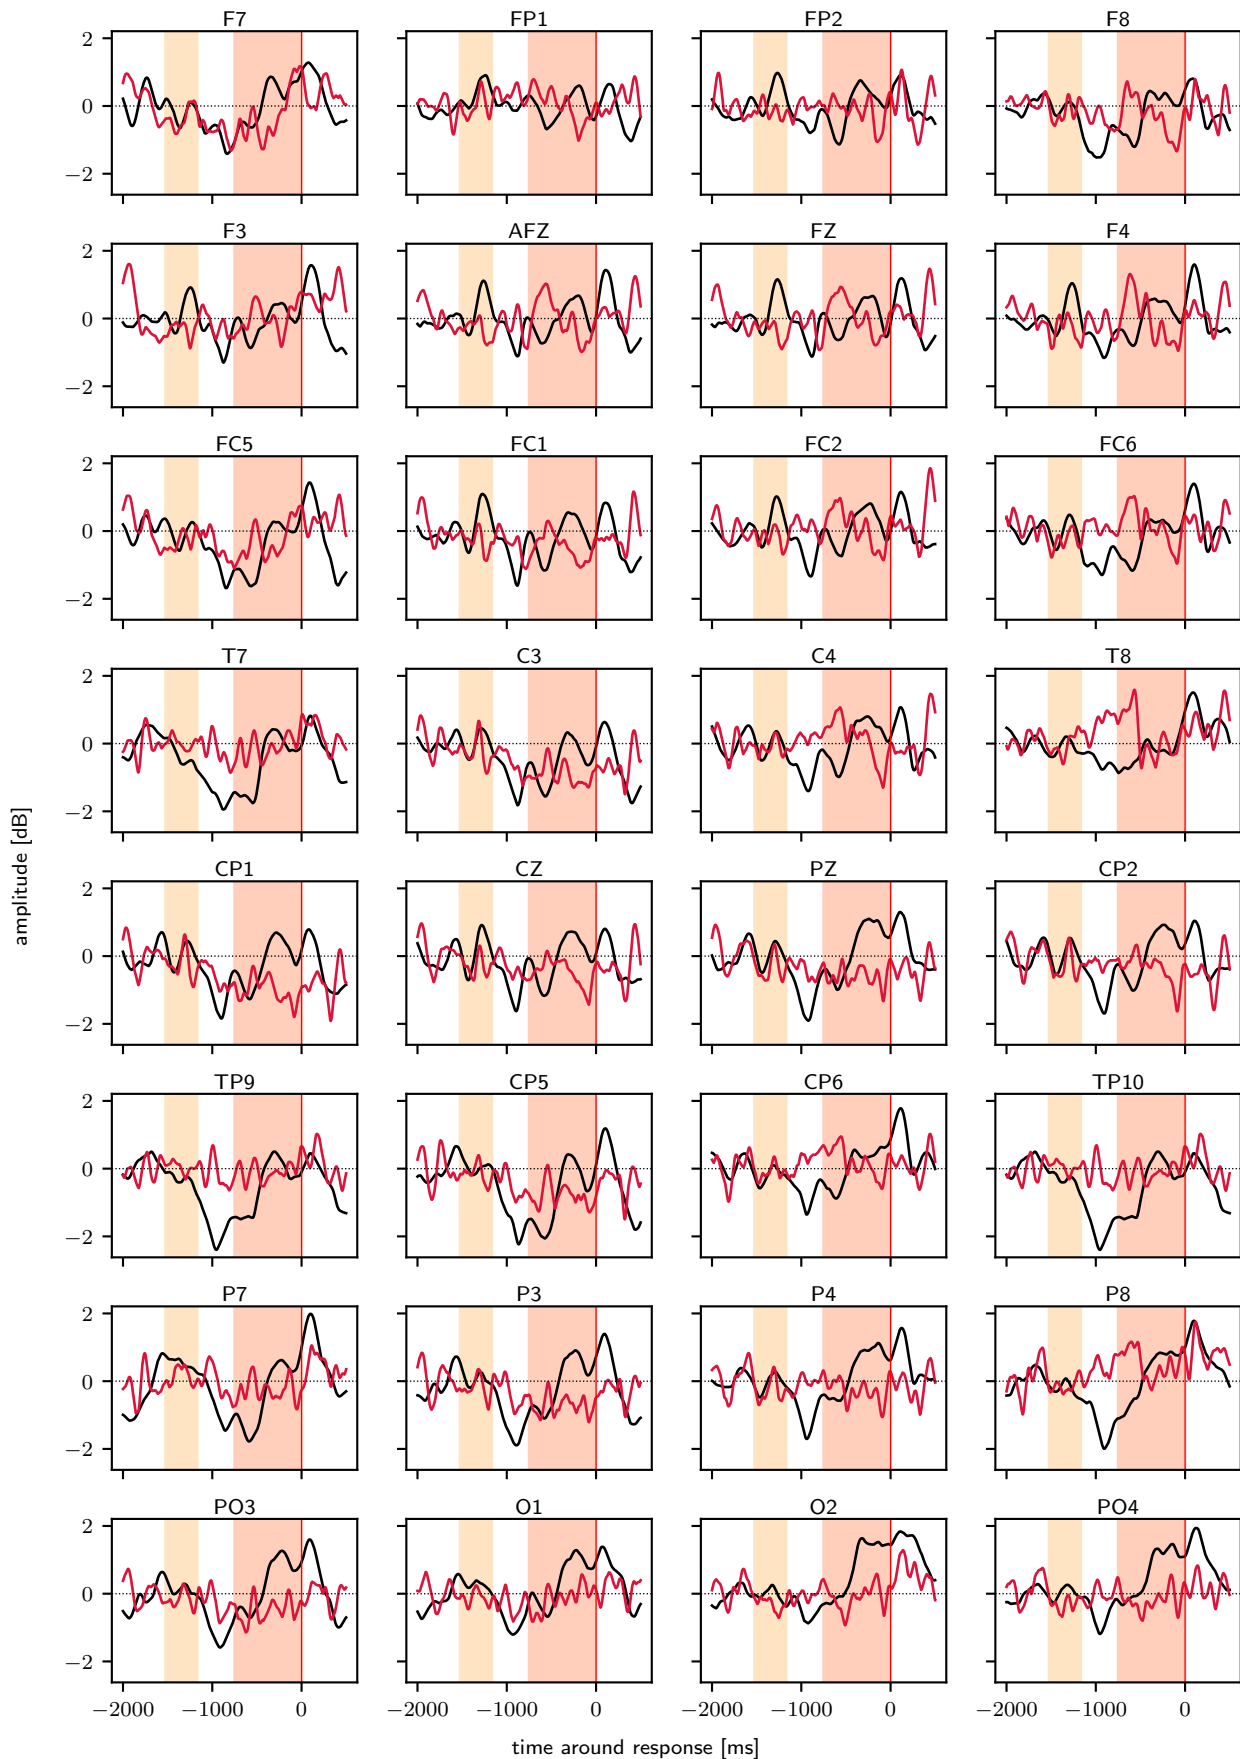 F7 FP1 FP2 F8
2
0
−2
F3 AFZ FZ F4
2
0
−2
FC5 FC1 FC2 FC6
2
0
−2
T7 C3 C4 T8
2
0
−2
amplitude [dB]
CP1 CZ PZ CP2
2
0
−2
TP9 CP5 CP6 TP10
2
0
−2
P7 P3 P4 P8
2
0
−2
PO3 O1 O2 PO4
2
0
−2
−2000 −1000 0 −2000 −1000 0 −2000 −1000 0 −2000 −1000 0
time around response [ms]